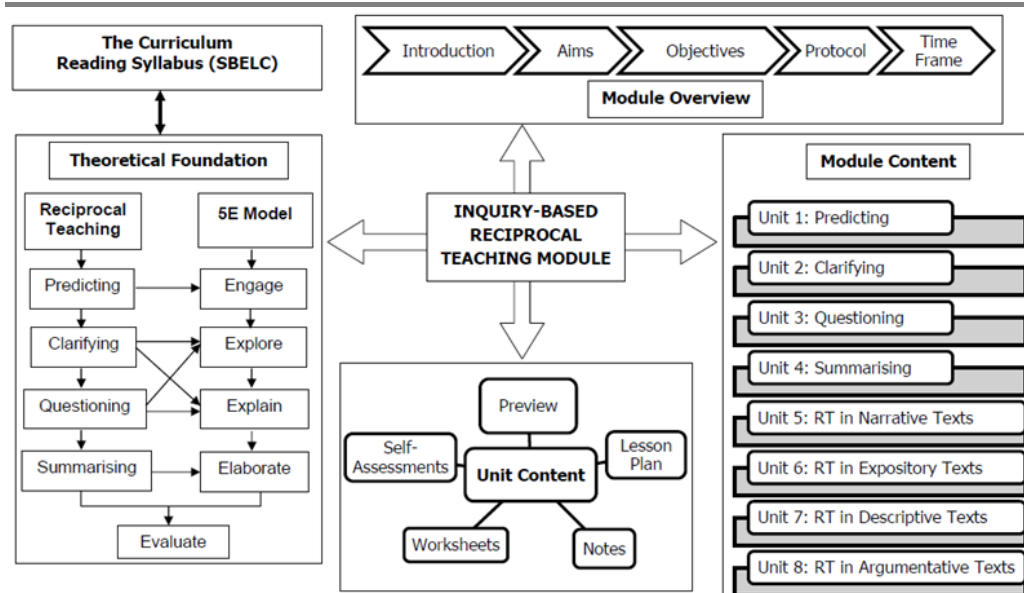 The Curriculum
Reading Syllabus (SBELC)
Introduction
Aims
Objectives
Protocol
Time
Frame
Module Overview
Theoretical Foundation
Reciprocal
Teaching
5E Model
Predicting
Engage
Clarifying
Explore
Questioning
Explain
Summarising
Elaborate
Evaluate
INQUIRY-BASED
RECIPROCAL
TEACHING MODULE
Preview
Self-
Assessments
Lesson
Plan
Unit Content
Worksheets
Notes
Module Content
Unit 1: Predicting
Unit 2: Clarifying
Unit 3: Questioning
Unit 4: Summarising
Unit 5: RT in Narrative Texts
Unit 6: RT in Expository Texts
Unit 7: RT in Descriptive Texts
Unit 8: RT in Argumentative Texts